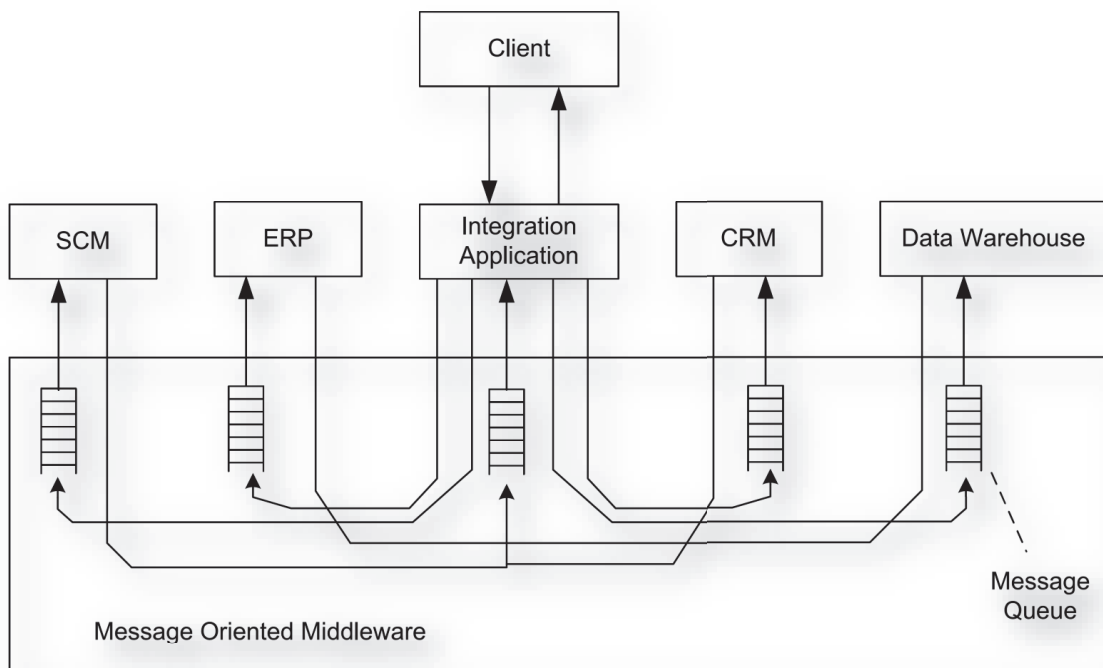 Client
SCM
ERP
Integration
Application
CRM
Data Warehouse
Message
Queue
Message Oriented Middleware